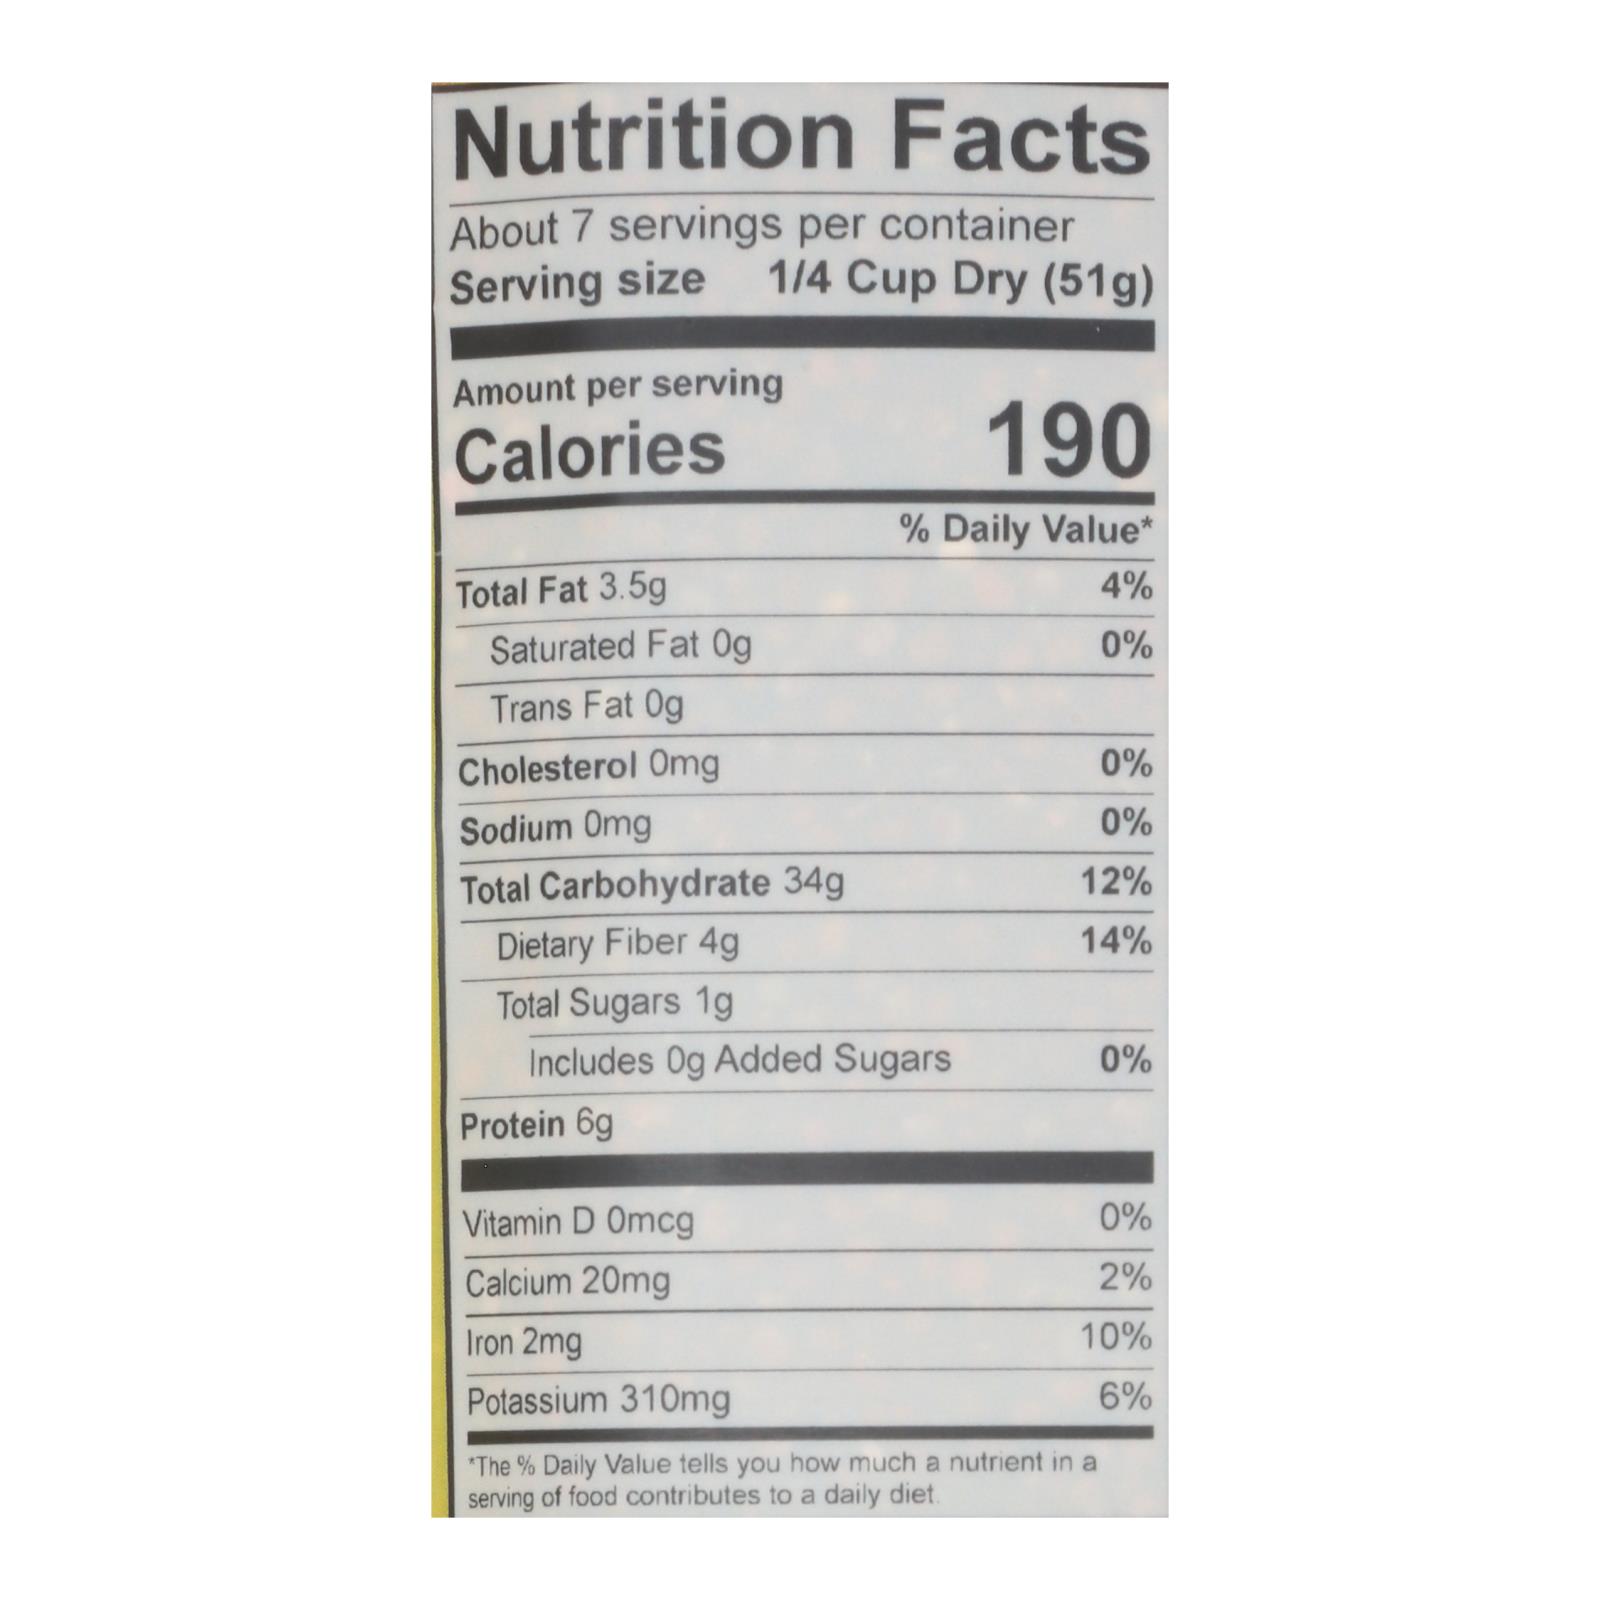 Nutrition Facts
About 7 servings per container
Serving size 1/4 Cup Dry (51g)
Amount per serving
Calories 190
% Daily Value*
Total Fat 3.5g 4%
Saturated Fat 0g 0%
Trans Fat 0g
Cholesterol 0mg 0%
Sodium 0mg 0%
Total Carbohydrate 34g 12%
Dietary Fiber 4g 14%
Total Sugars 1g
Includes 0g Added Sugars 0%
Protein 6g
Vitamin D 0mcg 0%
Calcium 20mg 2%
Iron 2mg 10%
Potassium 310mg 6%
*The % Daily Value tells you how much a nutrient in a
serving of food contributes to a daily diet.